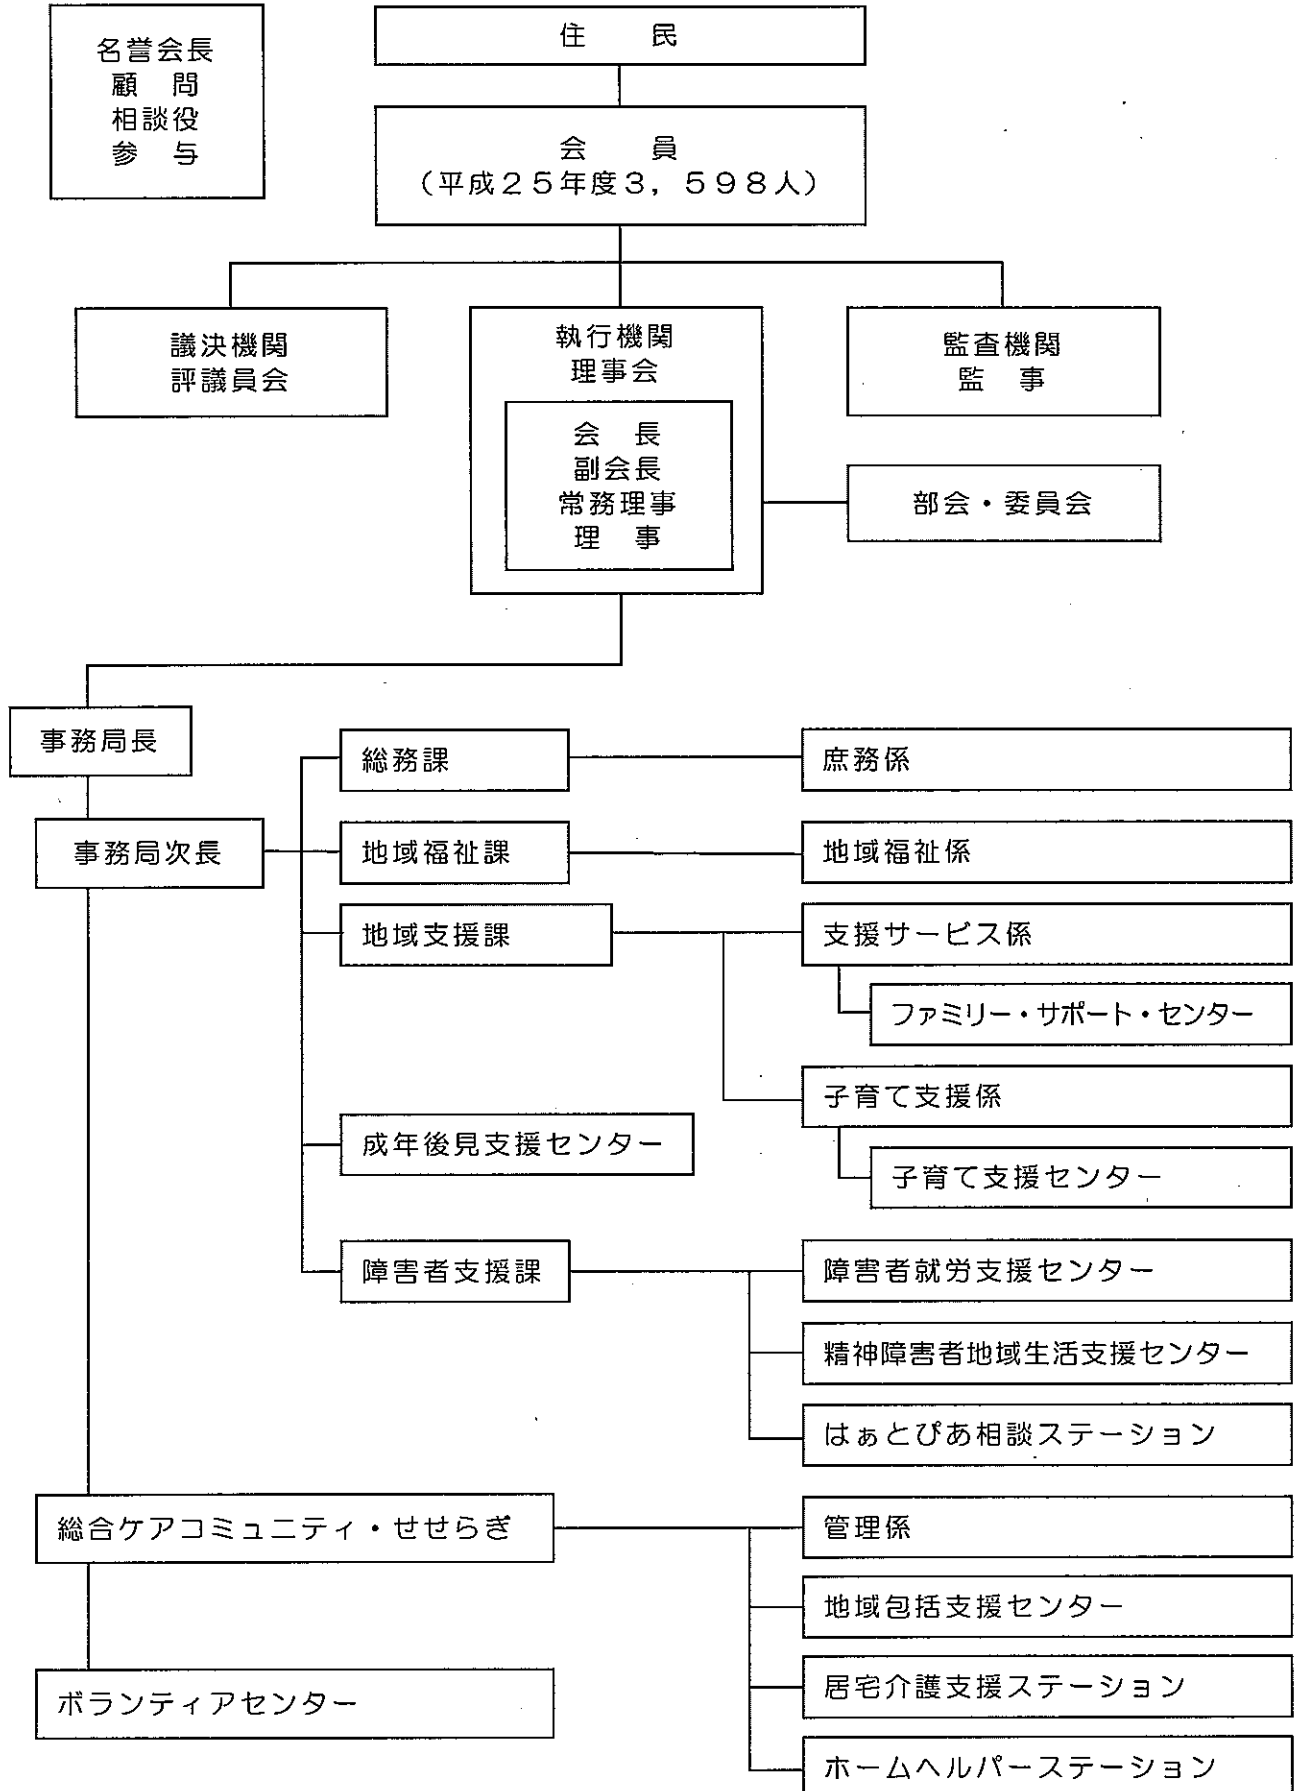 名誉会長
顧　問
相談役
参　与
住　　民
会　　員
（平成２５年度３，５９８人）
議決機関
評議員会
執行機関
理事会
会　長
副会長
常務理事
理　事
監査機関
監　事
部会・委員会
事務局長
事務局次長
総務課
庶務係
地域福祉課
地域福祉係
地域支援課
支援サービス係
ファミリー・サポート・センター
子育て支援係
子育て支援センター
成年後見支援センター
障害者支援課
障害者就労支援センター
精神障害者地域生活支援センター
はぁとぴあ相談ステーション
総合ケアコミュニティ・せせらぎ
管理係
地域包括支援センター
居宅介護支援ステーション
ホームヘルパーステーション
ボランティアセンター